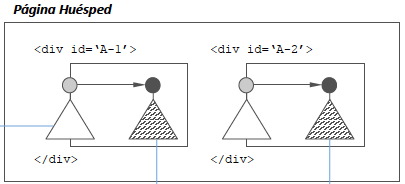 Página Huésped
<div id=‘A-1’>
<div id=‘A-2’>
</div>
</div>